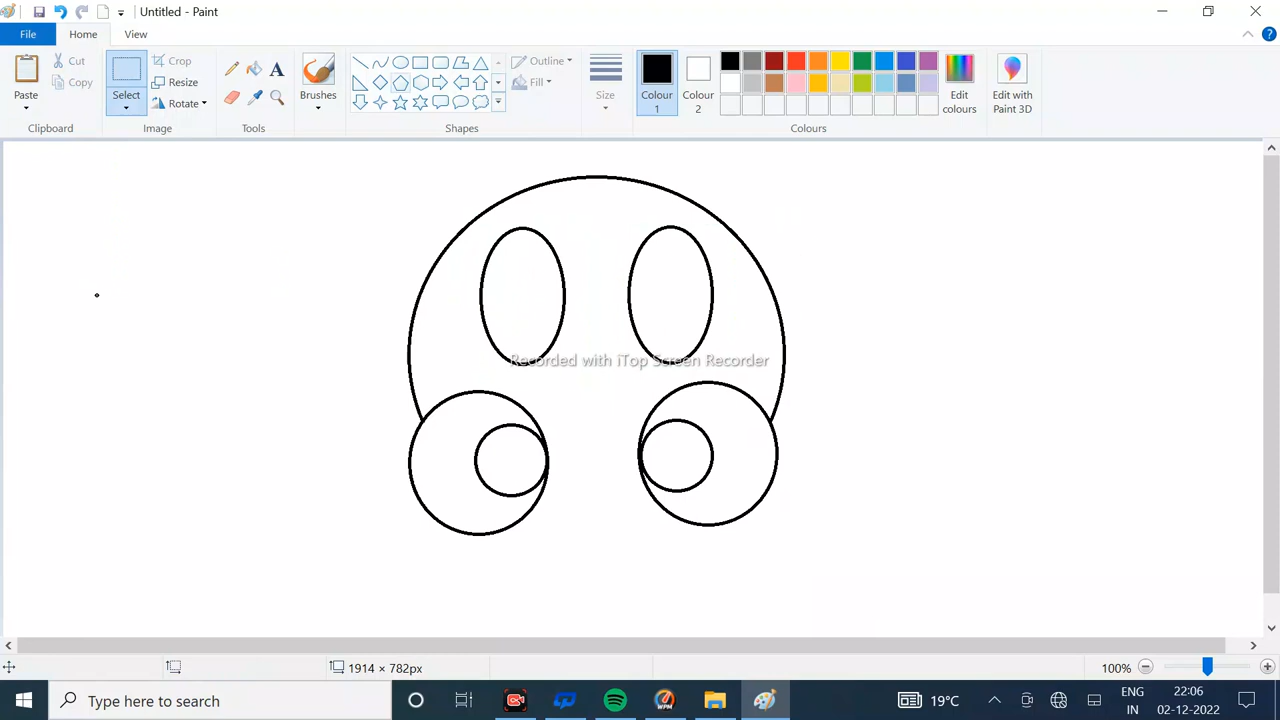 Untitled - Paint
File Home View
Paste
Cut
Copy
Clipboard
Select
Crop
Resize
Rotate
Image
Tools
Brushes
Shapes
Outline
Fill
Size
Colour 1
Colour 2
Edit colours
Colours
Edit with Paint 3D
Recorded with iTop Screen Recorder
1914 × 782px
100%
Type here to search
WPM
19°C
ENG
IN
22:06
02-12-2022